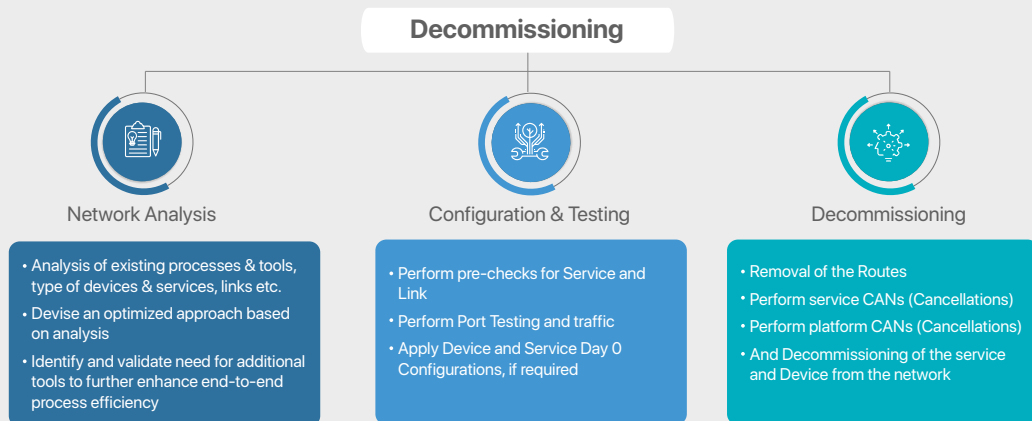 Decommissioning
Network Analysis
• Analysis of existing processes & tools,
type of devices & services, links etc.
• Devise an optimized approach based
on analysis
• Identify and validate need for additional
tools to further enhance end-to-end
process efficiency
Configuration & Testing
• Perform pre-checks for Service and
Link
• Perform Port Testing and traffic
• Apply Device and Service Day 0
Configurations, if required
Decommissioning
• Removal of the Routes
• Perform service CANs (Cancellations)
• Perform platform CANs (Cancellations)
• And Decommissioning of the service
and Device from the network